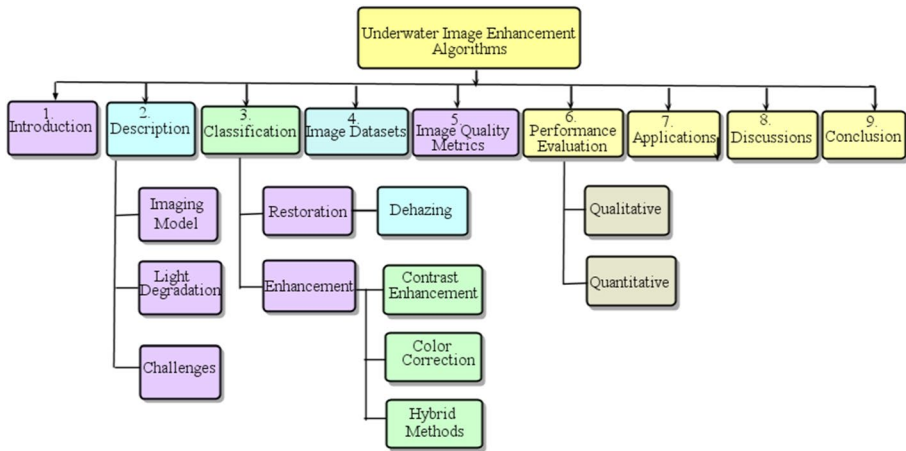 Underwater Image Enhancement
Algorithms
1.
Introduction
2.
Description
3.
Classification
4.
Image Datasets
5.
Image Quality
Metrics
6.
Performance
Evaluation
7.
Applications
8.
Discussions
9.
Conclusion
Imaging
Model
Light
Degradation
Challenges
Restoration
Dehazing
Enhancement
Contrast
Enhancement
Color
Correction
Hybrid
Methods
Qualitative
Quantitative